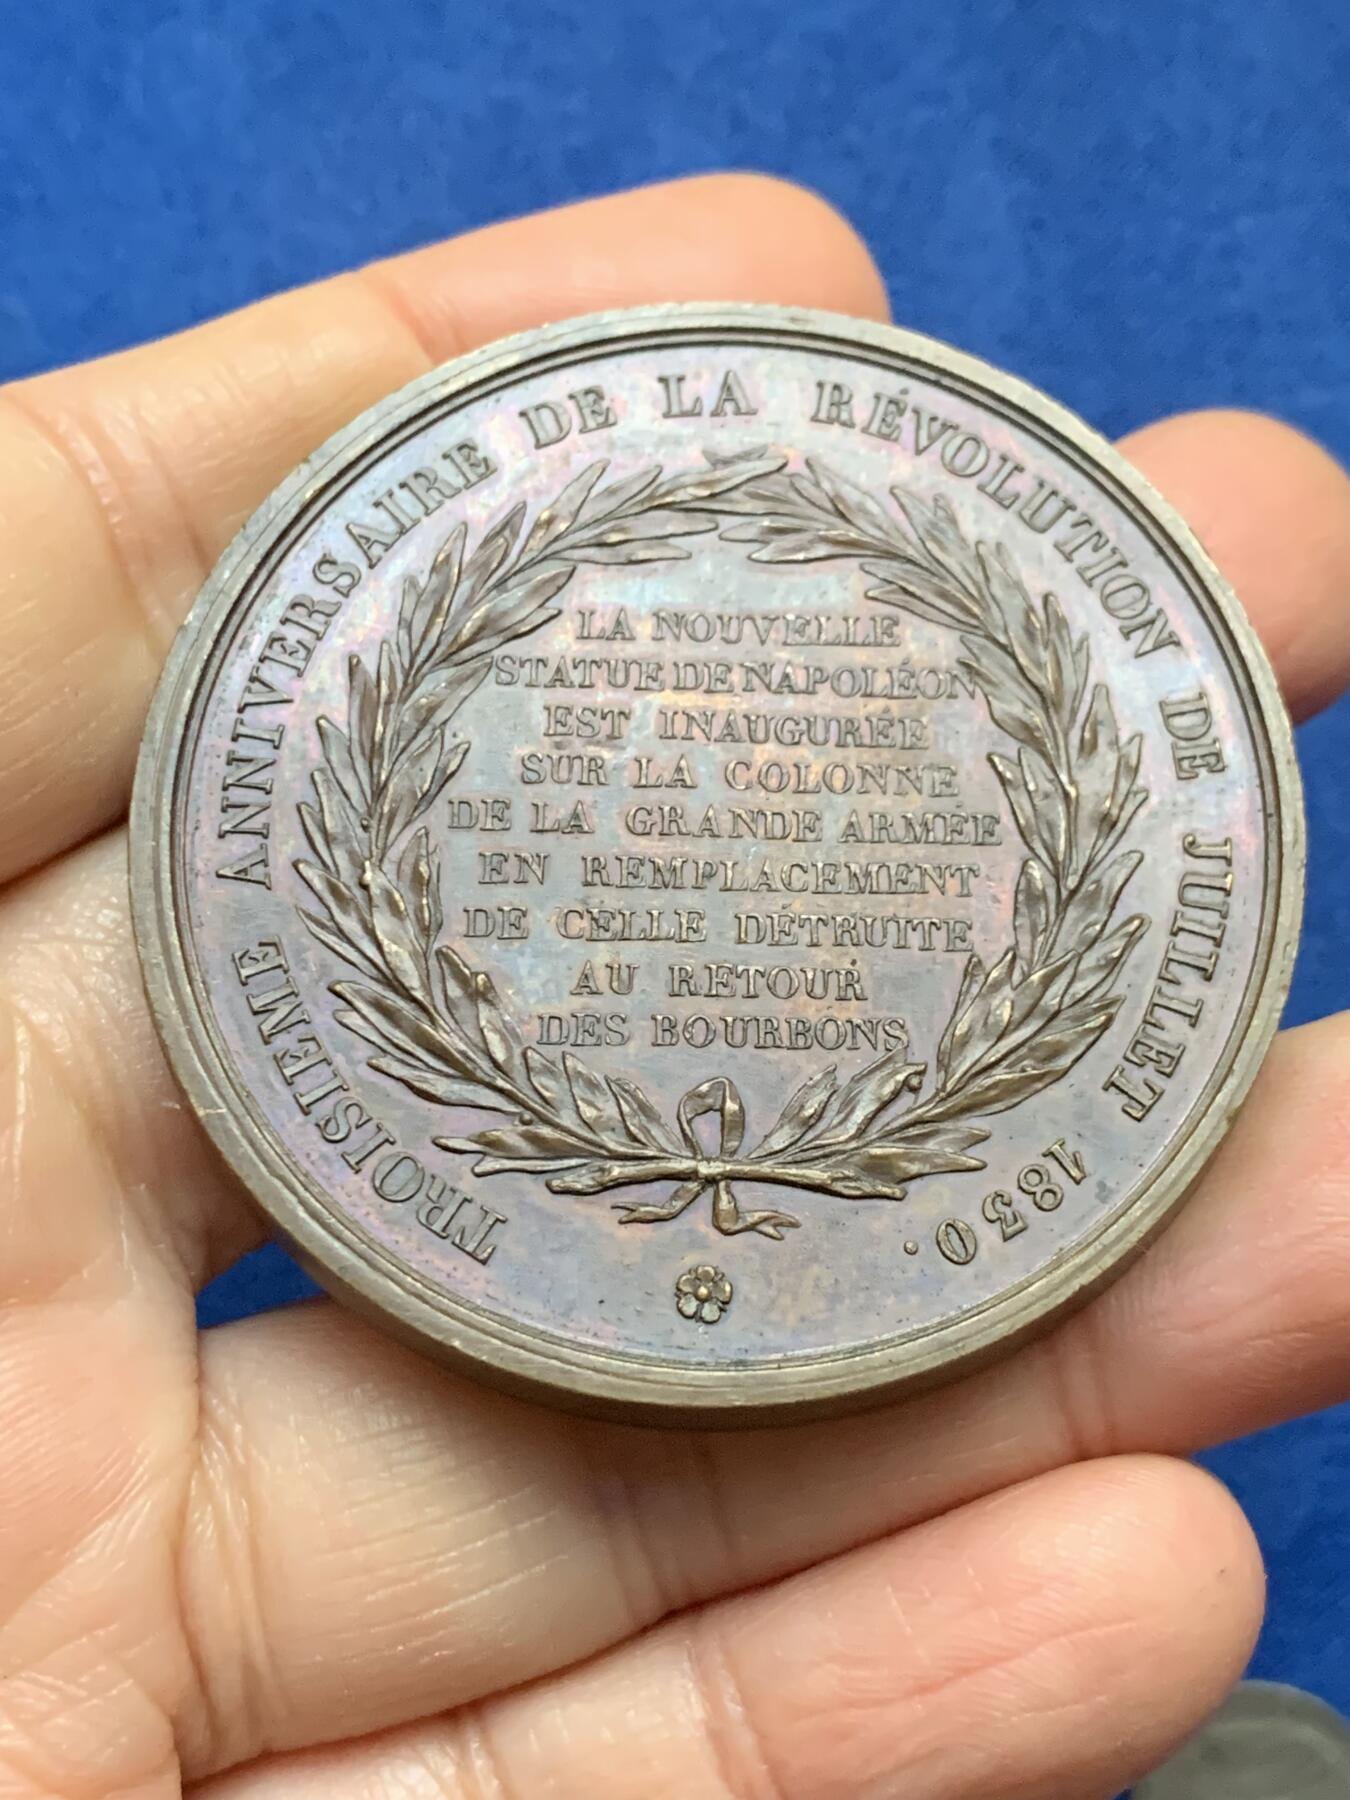 TROISIEME ANNIVERSAIRE DE LA RÉVOLUTION DE JUILLET 1830.
LA NOUVELLE
STATUE DE NAPOLÉON
EST INAUGURÉE
SUR LA COLONNE
DE LA GRANDE ARMÉE
EN REMPLACEMENT
DE CELLE DÉTRUITE
AU RETOUR
DES BOURBONS